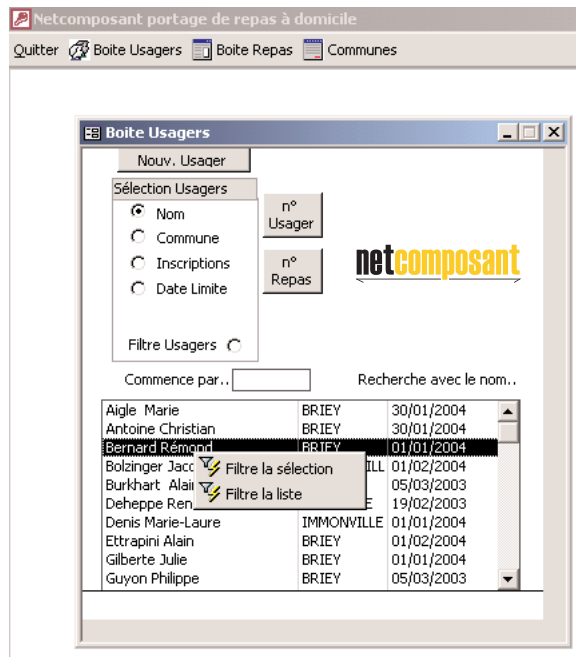 Netcomposant portage de repas à domicile
Quitter Boite Usagers Boite Repas Communes
Boite Usagers
Nouv. Usager
Sélection Usagers
Nom
Commune
Inscriptions
Date Limite
Filtre Usagers
n°
Usager
n°
Repas
netcomposant
Commence par.. Recherche avec le nom..
Aigle Marie BRIEY 30/01/2004
Antoine Christian BRIEY 30/01/2004
Bernard Rémond BRIEY 01/01/2004
Bolzinger Jacc ILL 01/02/2004
Burkhart Alai 05/03/2003
Deheppe Ren E 19/02/2003
Denis Marie-Laure IMMONVILLE 01/01/2004
Ettrapini Alain BRIEY 01/02/2004
Gilberte Julie BRIEY 01/01/2004
Guyon Philippe BRIEY 05/03/2003
Filtre la sélection
Filtre la liste